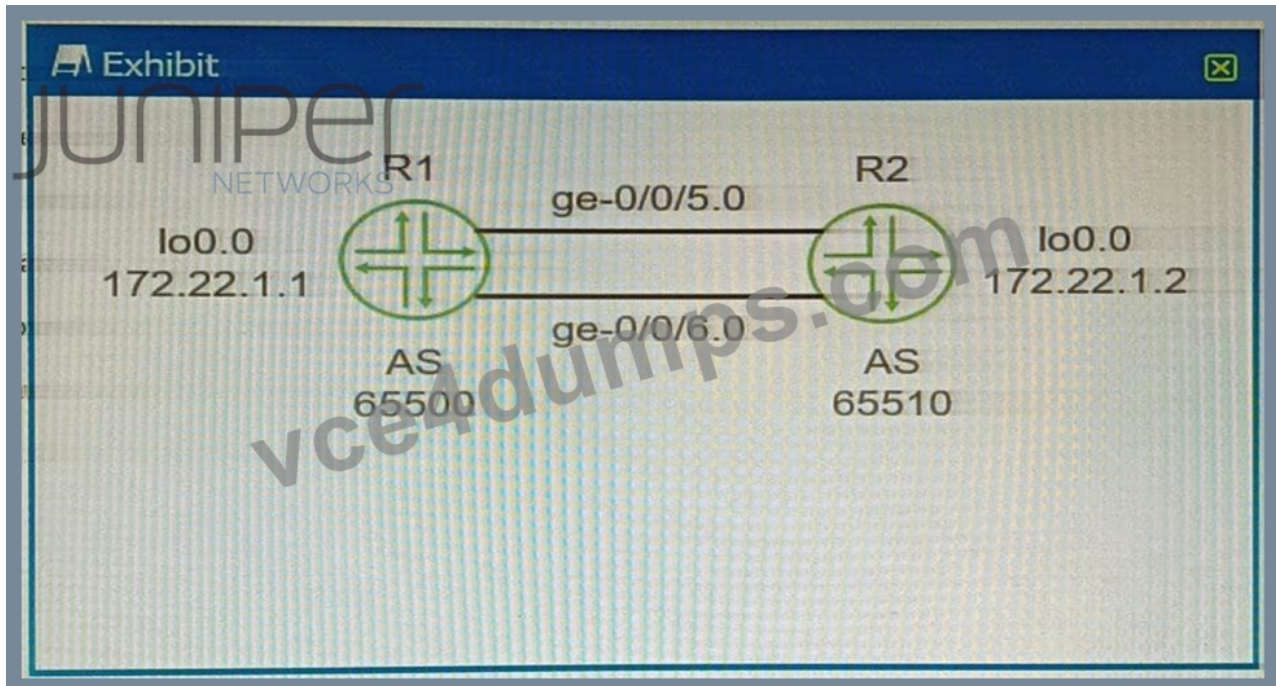 Exhibit
JUNIPER
NETWORKS
R1
R2
ge-0/0/5.0
lo0.0
172.22.1.1
lo0.0
172.22.1.2
ge-0/0/6.0
AS
65500
AS
65510
vce4dumps.com